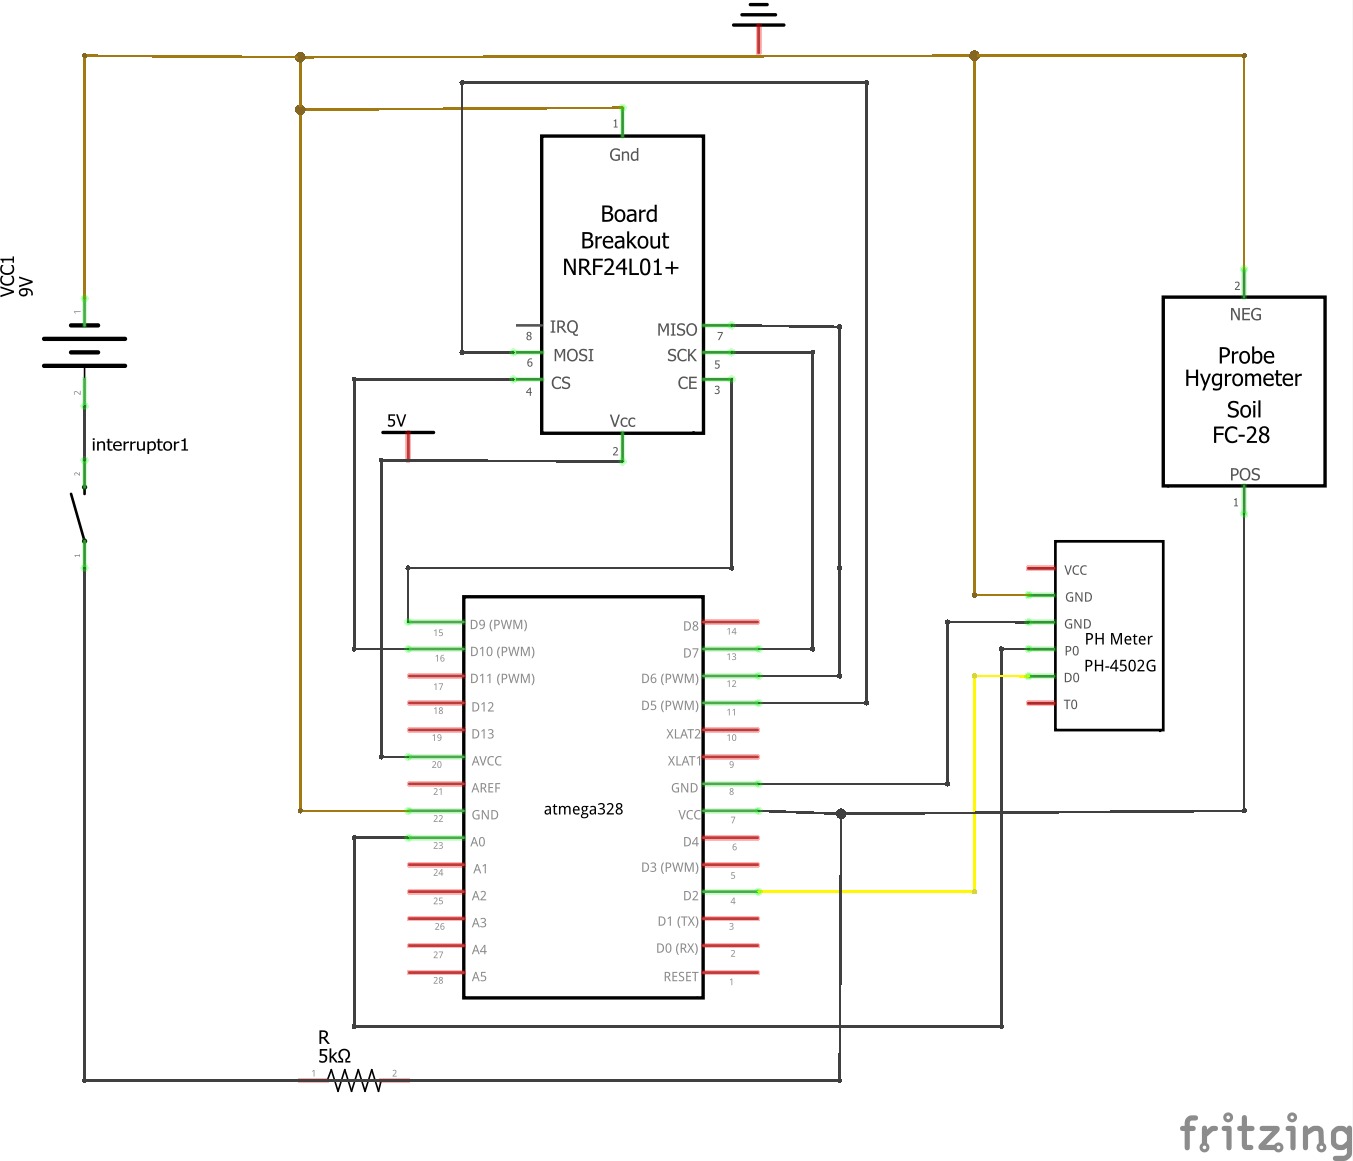 VCC1
9V
1
2
interruptor1
2
1
1
Gnd
Board
Breakout
NRF24L01+
IRQ
8
MOSI
6
CS
4
MISO
7
SCK
5
CE
3
Vcc
2
5V
2
NEG
Probe
Hygrometer
Soil
FC-28
POS
1
VCC
GND
GND
PH Meter
P0
PH-4502G
D0
T0
D9 (PWM)
15
D10 (PWM)
16
D11 (PWM)
17
D12
18
D13
19
AVCC
20
AREF
21
GND
22
A0
23
A1
24
A2
25
A3
26
A4
27
A5
28
atmega328
D8
14
D7
13
D6 (PWM)
12
D5 (PWM)
11
XLAT2
10
XLAT1
9
GND
8
VCC
7
D4
6
D3 (PWM)
5
D2
4
D1 (TX)
3
D0 (RX)
2
RESET
1
R
5kΩ
1
2
fritzing